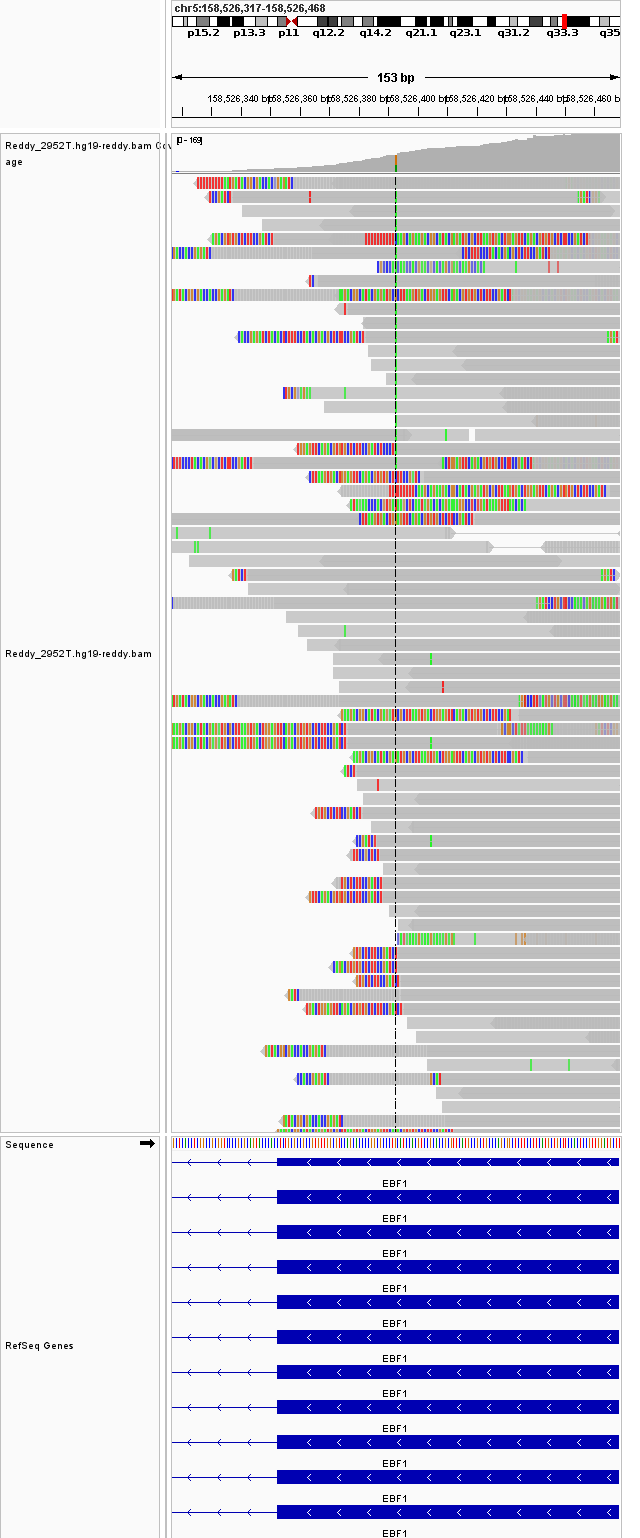 chr5:158,526,317-158,526,468
p15.2 p13.3 p11 q12.2 q14.2 q21.1 q23.1 q31.2 q33.3 q35
153 bp
158,526,340 bp 158,526,360 bp 158,526,380 bp 158,526,400 bp 158,526,420 bp 158,526,440 bp 158,526,460 b
Reddy_2952T.hg19-reddy.bam Cov
age
[0 - 169]
Reddy_2952T.hg19-reddy.bam
Sequence
EBF1
EBF1
EBF1
EBF1
EBF1
RefSeq Genes
EBF1
EBF1
EBF1
EBF1
EBF1
EBF1